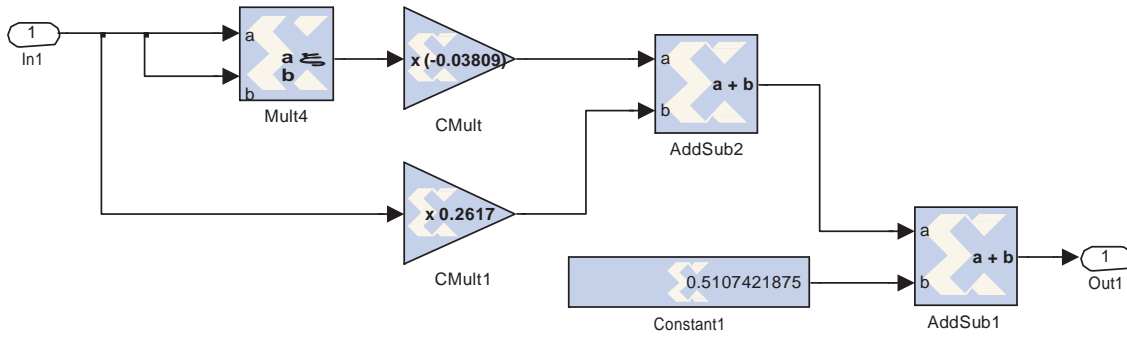 1
In1
a
b
a
b
Mult4
x (-0.03809)
CMult
x 0.2617
CMult1
a
b
a + b
AddSub2
0.5107421875
Constant1
a
b
a + b
AddSub1
1
Out1